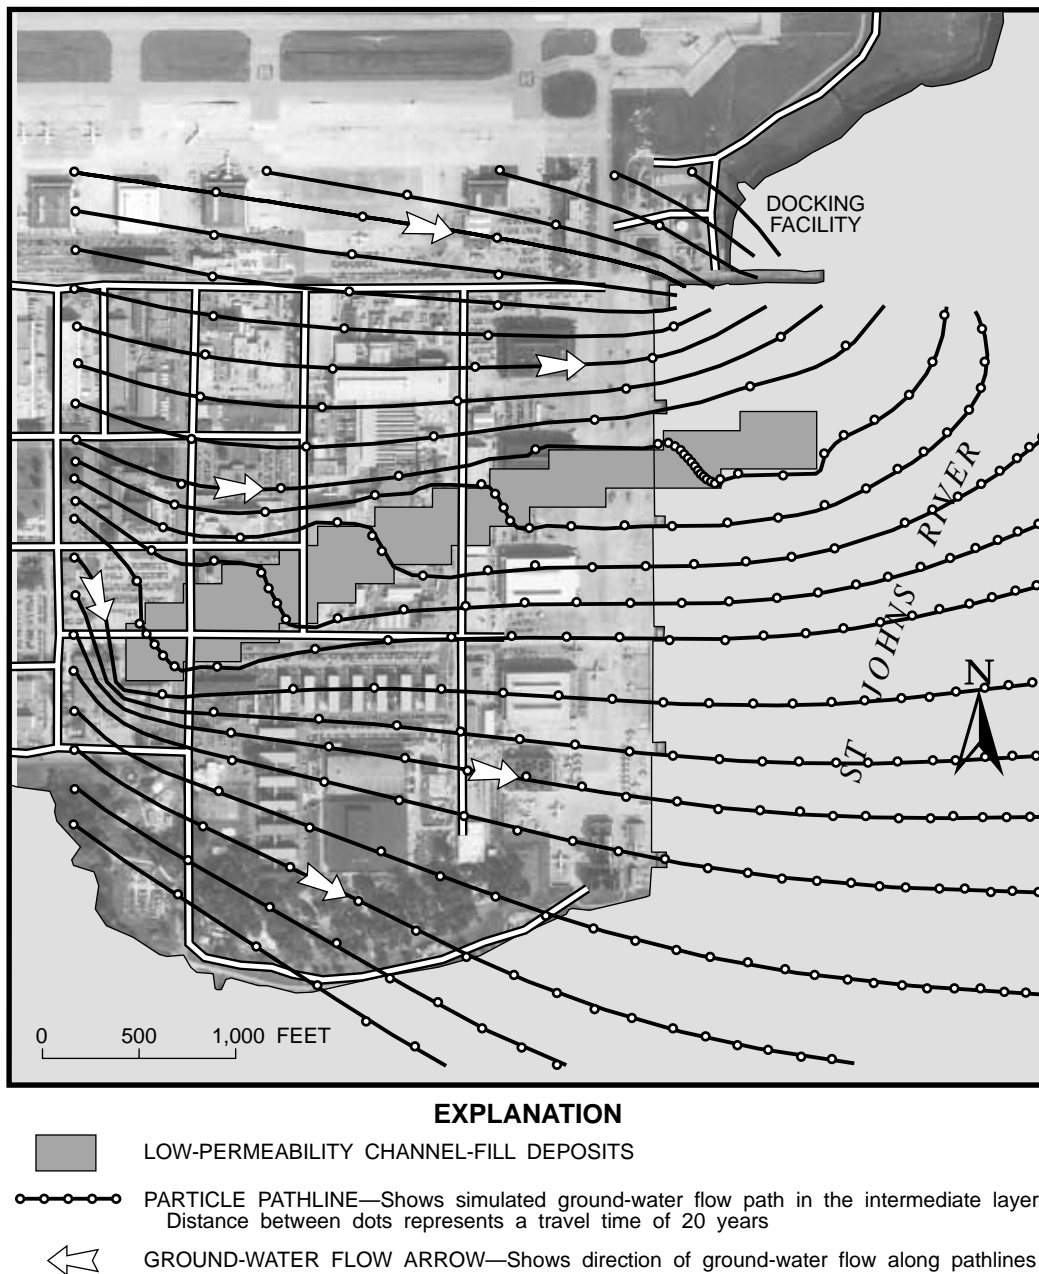 DOCKING
FACILITY
ST JOHNS RIVER
N
0 500 1,000 FEET
EXPLANATION
LOW-PERMEABILITY CHANNEL-FILL DEPOSITS
PARTICLE PATHLINE—Shows simulated ground-water flow path in the intermediate layer
Distance between dots represents a travel time of 20 years
GROUND-WATER FLOW ARROW—Shows direction of ground-water flow along pathlines